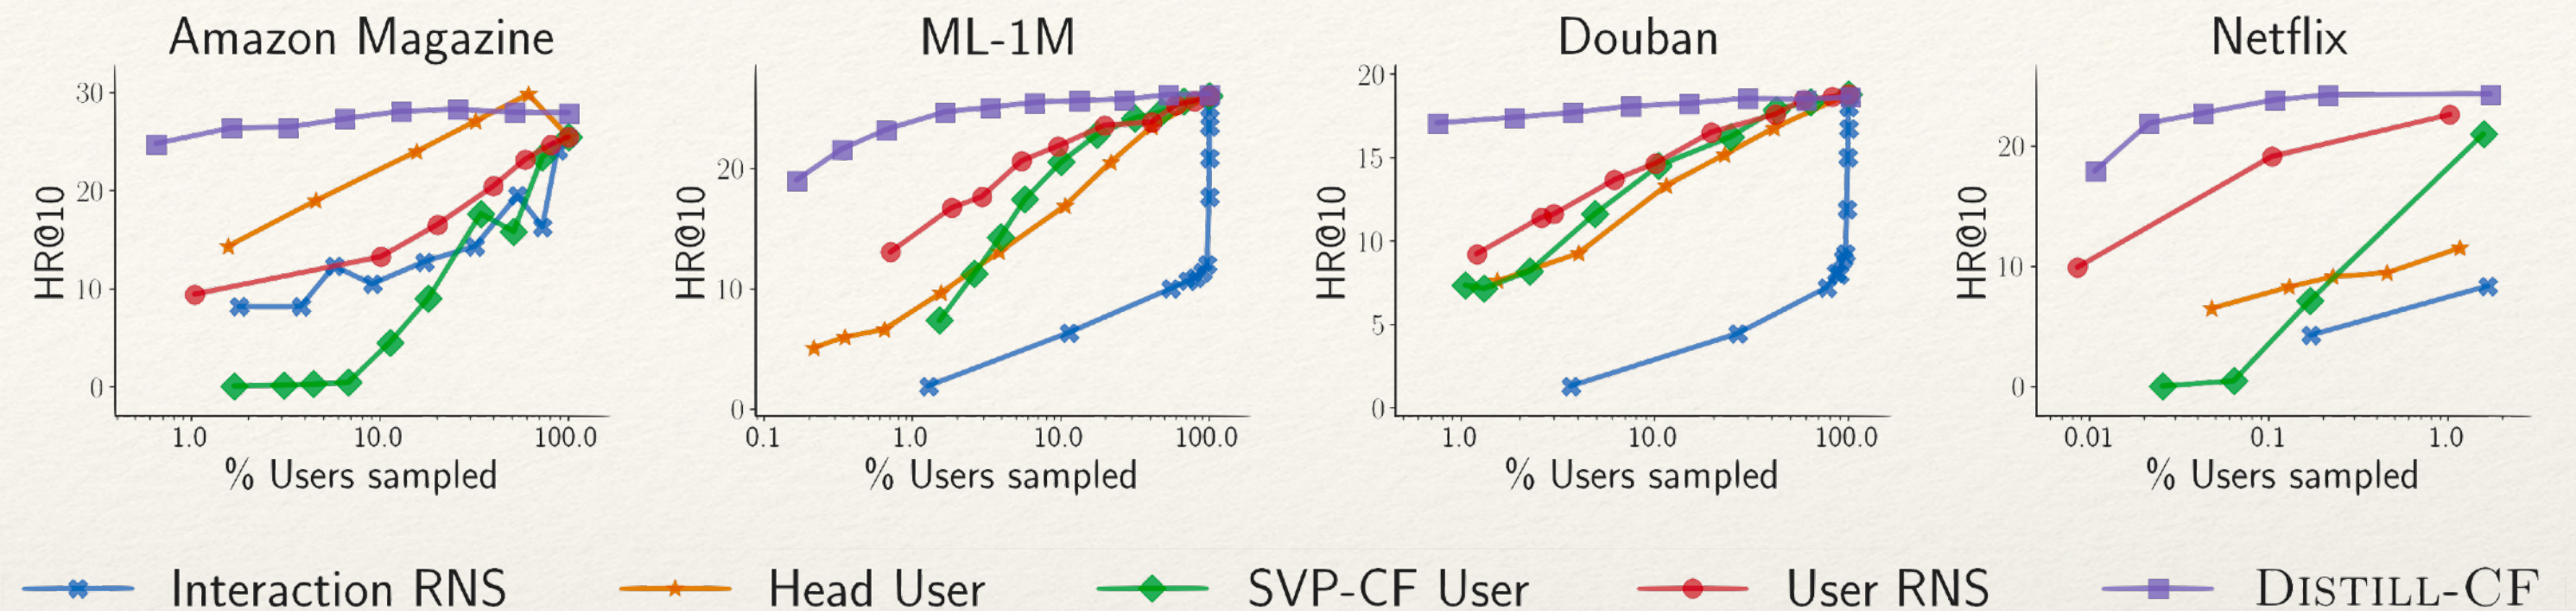 Amazon Magazine
ML-1M
Douban
Netflix
HR@10
30
20
10
0
1.0 10.0 100.0
% Users sampled
HR@10
20
10
0
0.1 1.0 10.0 100.0
% Users sampled
HR@10
20
15
10
5
0
1.0 10.0 100.0
% Users sampled
HR@10
20
10
0
0.01 0.1 1.0
% Users sampled
Interaction RNS
Head User
SVP-CF User
User RNS
DISTILL-CF